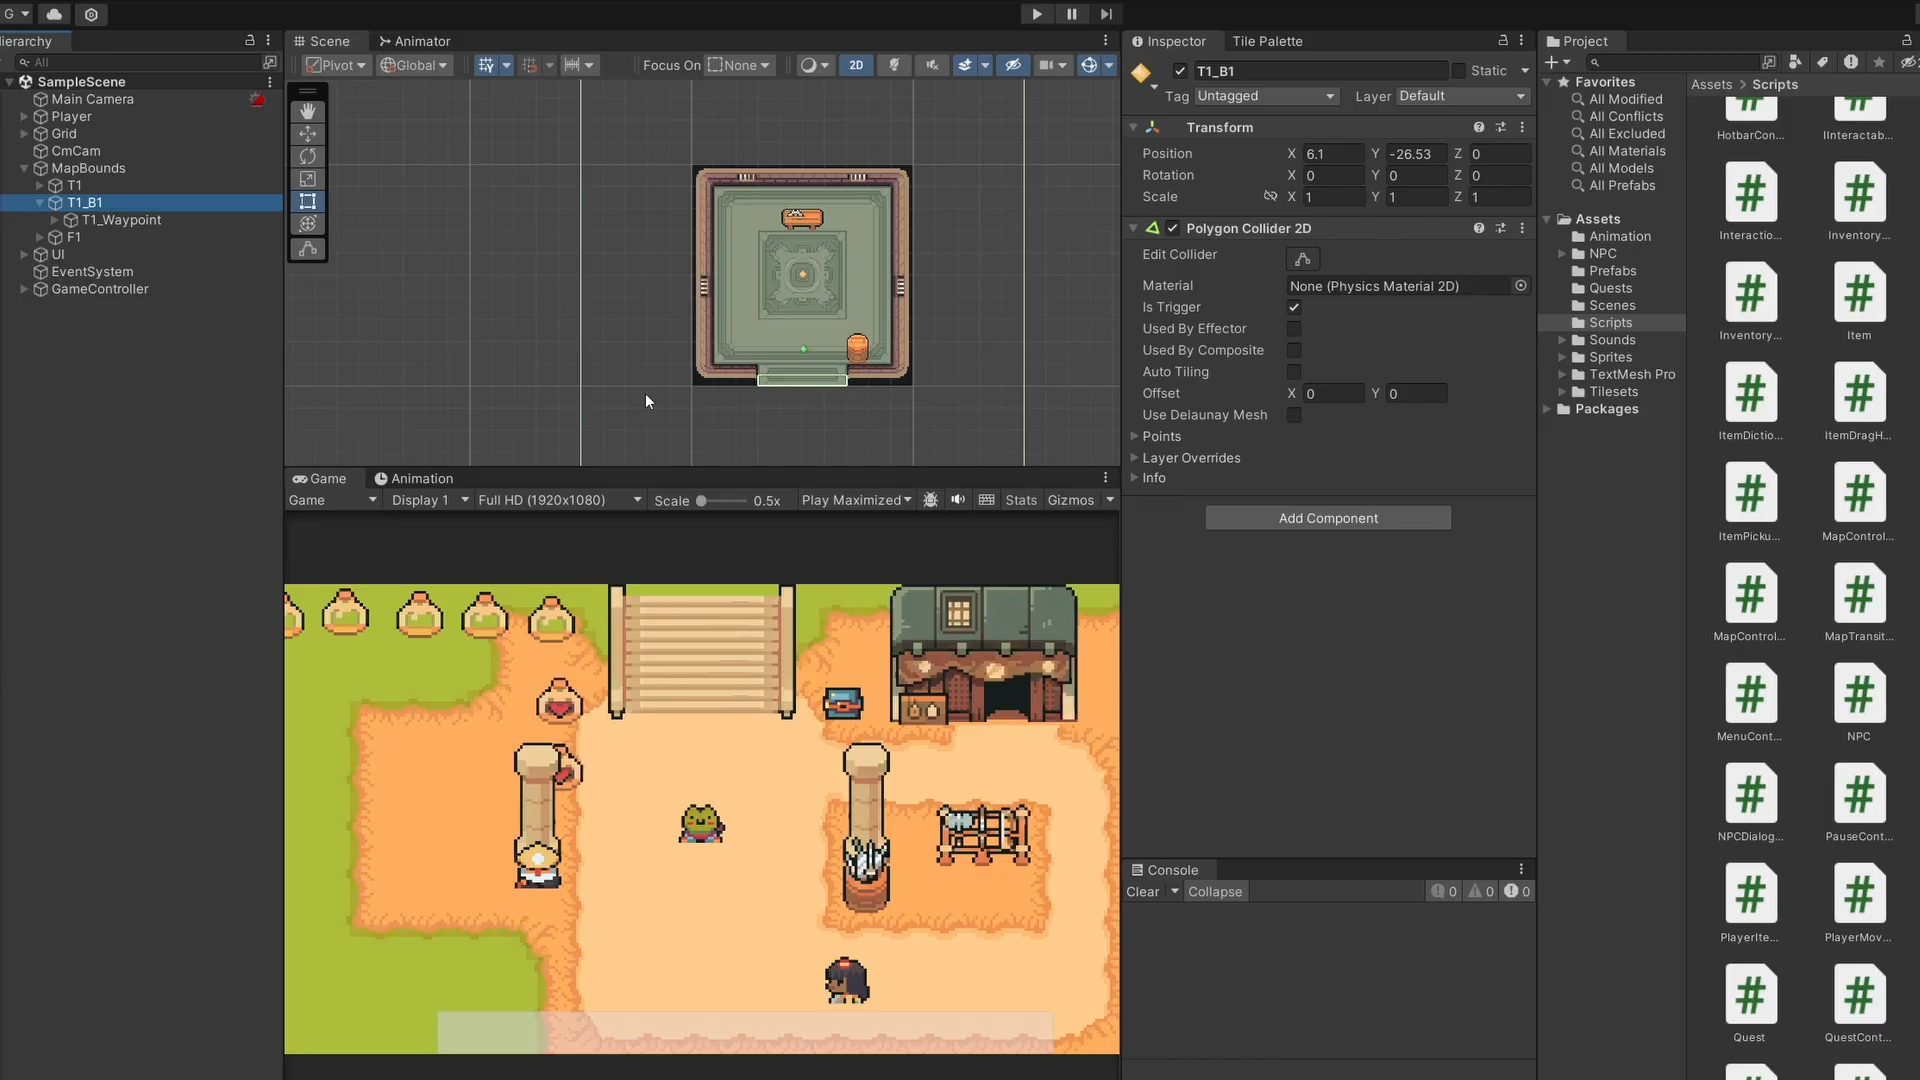 G
Hierarchy
All
SampleScene
Main Camera
Player
Grid
CmCam
MapBounds
T1
T1_B1
T1_Waypoint
F1
UI
EventSystem
GameController
Scene
Animator
Pivot
Global
Focus On
None
2D
Game
Animation
Game
Display 1
Full HD (1920x1080)
Scale
0.5x
Play Maximized
Stats
Gizmos
Inspector
Tile Palette
T1_B1
Static
Tag
Untagged
Layer
Default
Transform
Position X 6.1 Y -26.53 Z 0
Rotation X 0 Y 0 Z 0
Scale X 1 Y 1 Z 1
Polygon Collider 2D
Edit Collider
Material None (Physics Material 2D)
Is Trigger
Used By Effector
Used By Composite
Auto Tiling
Offset X 0 Y 0
Use Delaunay Mesh
Points
Layer Overrides
Info
Add Component
Console
Clear
Collapse
0
0
0
Project
Favorites
All Modified
All Conflicts
All Excluded
All Materials
All Models
All Prefabs
Assets
Animation
NPC
Prefabs
Quests
Scenes
Scripts
Sounds
Sprites
TextMesh Pro
Tilesets
Packages
Assets > Scripts
HotbarCon...
IInteractab...
Interactio...
Inventory...
Inventory...
Item
ItemDictio...
ItemDragH...
ItemPicku...
MapControl...
MapControl...
MapTransit...
MenuCont...
NPC
NPCDialog...
PauseCont...
PlayerIte...
PlayerMov...
Quest
QuestCont...